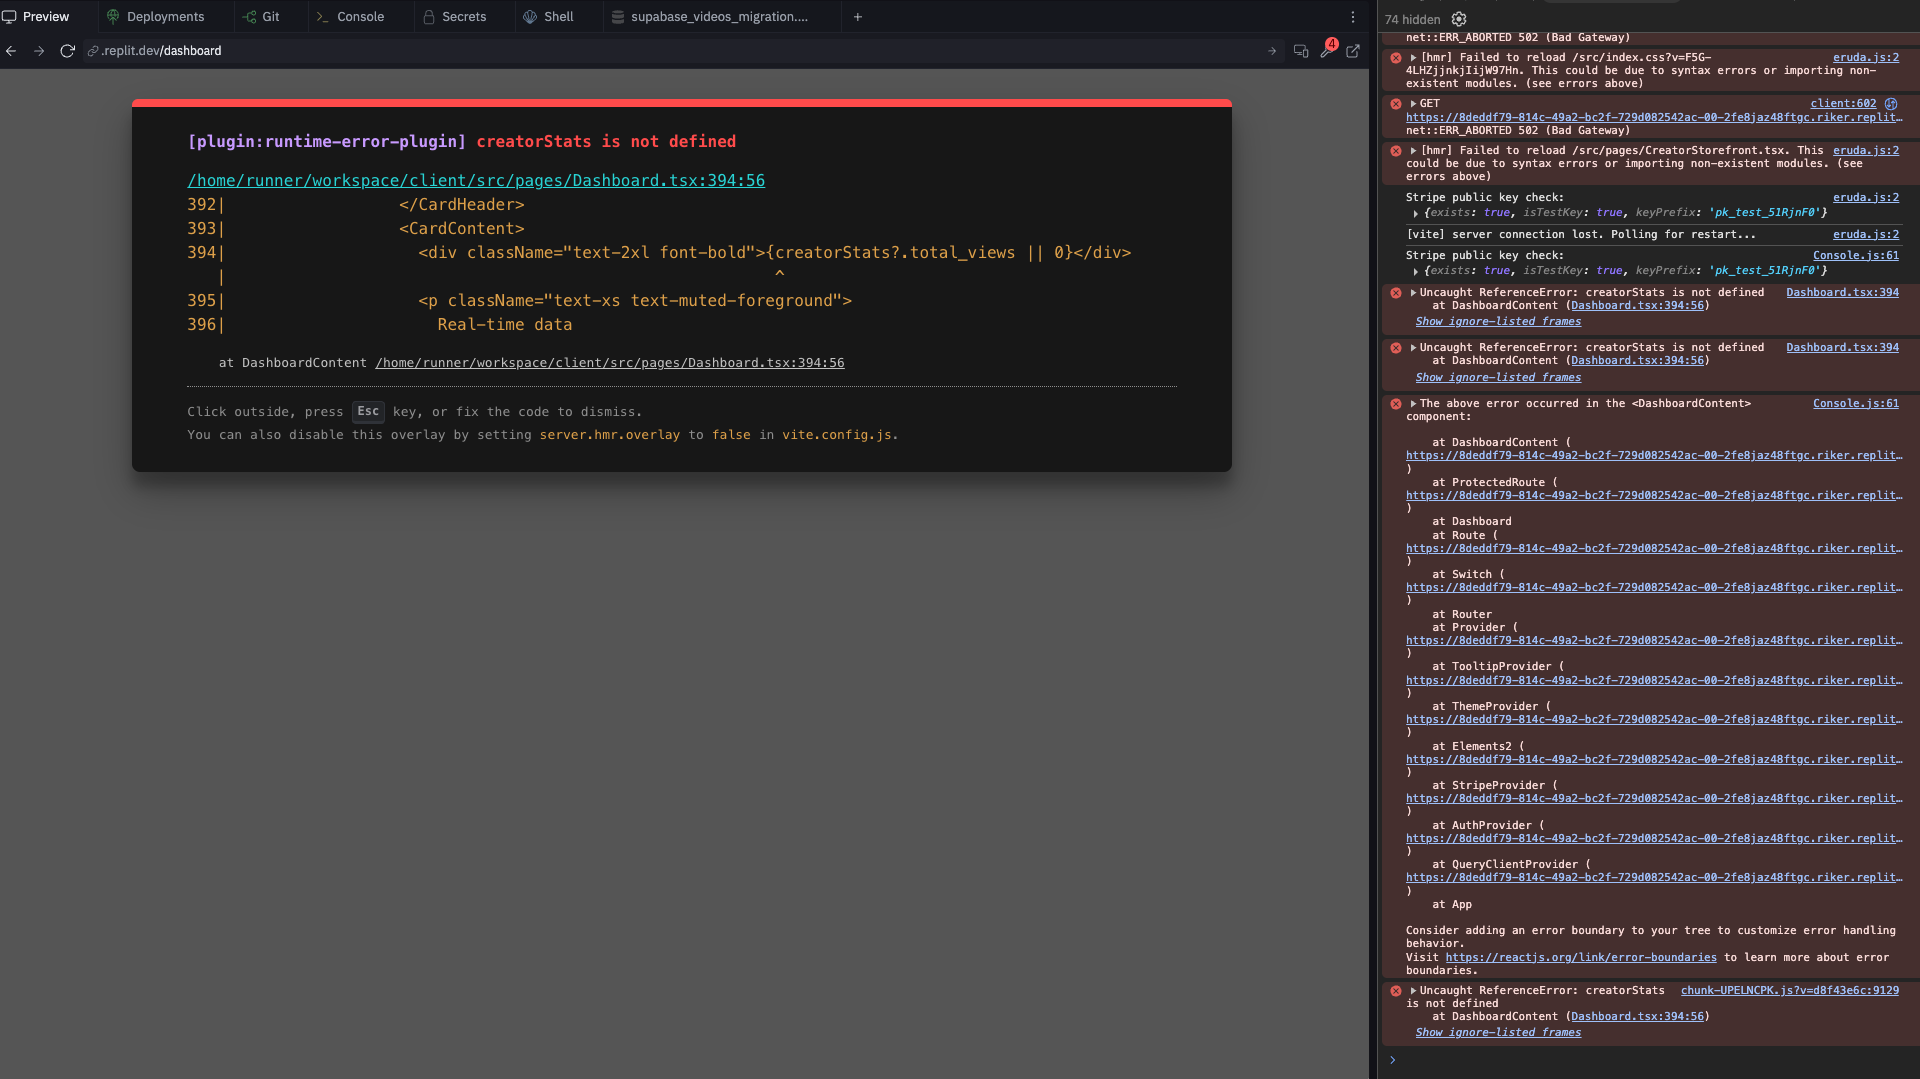 Preview
Deployments
Git
Console
Secrets
Shell
supabase_videos_migration....
.replit.dev/dashboard
4
[plugin:runtime-error-plugin] creatorStats is not defined
/home/runner/workspace/client/src/pages/Dashboard.tsx:394:56
392|                  </CardHeader>
393|                  <CardContent>
394|                    <div className="text-2xl font-bold">{creatorStats?.total_views || 0}</div>
   |                                                         ^
395|                    <p className="text-xs text-muted-foreground">
396|                      Real-time data
at DashboardContent /home/runner/workspace/client/src/pages/Dashboard.tsx:394:56
Click outside, press Esc key, or fix the code to dismiss.
You can also disable this overlay by setting server.hmr.overlay to false in vite.config.js.
74 hidden
net::ERR_ABORTED 502 (Bad Gateway)
[hmr] Failed to reload /src/index.css?v=F5G- eruda.js:2
4LHZjjnkjIijW97Hn. This could be due to syntax errors or importing non-
existent modules. (see errors above)
GET client:602
https://8deddf79-814c-49a2-bc2f-729d082542ac-00-2fe8jaz48ftgc.riker.replit…
net::ERR_ABORTED 502 (Bad Gateway)
[hmr] Failed to reload /src/pages/CreatorStorefront.tsx. This eruda.js:2
could be due to syntax errors or importing non-existent modules. (see
errors above)
Stripe public key check: eruda.js:2
{exists: true, isTestKey: true, keyPrefix: 'pk_test_51RjnF0'}
[vite] server connection lost. Polling for restart... eruda.js:2
Stripe public key check: Console.js:61
{exists: true, isTestKey: true, keyPrefix: 'pk_test_51RjnF0'}
Uncaught ReferenceError: creatorStats is not defined Dashboard.tsx:394
at DashboardContent (Dashboard.tsx:394:56)
Show ignore-listed frames
Uncaught ReferenceError: creatorStats is not defined Dashboard.tsx:394
at DashboardContent (Dashboard.tsx:394:56)
Show ignore-listed frames
The above error occurred in the <DashboardContent> Console.js:61
component:
at DashboardContent (
https://8deddf79-814c-49a2-bc2f-729d082542ac-00-2fe8jaz48ftgc.riker.replit…
)
at ProtectedRoute (
https://8deddf79-814c-49a2-bc2f-729d082542ac-00-2fe8jaz48ftgc.riker.replit…
)
at Dashboard
at Route (
https://8deddf79-814c-49a2-bc2f-729d082542ac-00-2fe8jaz48ftgc.riker.replit…
)
at Switch (
https://8deddf79-814c-49a2-bc2f-729d082542ac-00-2fe8jaz48ftgc.riker.replit…
)
at Router
at Provider (
https://8deddf79-814c-49a2-bc2f-729d082542ac-00-2fe8jaz48ftgc.riker.replit…
)
at TooltipProvider (
https://8deddf79-814c-49a2-bc2f-729d082542ac-00-2fe8jaz48ftgc.riker.replit…
)
at ThemeProvider (
https://8deddf79-814c-49a2-bc2f-729d082542ac-00-2fe8jaz48ftgc.riker.replit…
)
at Elements2 (
https://8deddf79-814c-49a2-bc2f-729d082542ac-00-2fe8jaz48ftgc.riker.replit…
)
at StripeProvider (
https://8deddf79-814c-49a2-bc2f-729d082542ac-00-2fe8jaz48ftgc.riker.replit…
)
at AuthProvider (
https://8deddf79-814c-49a2-bc2f-729d082542ac-00-2fe8jaz48ftgc.riker.replit…
)
at QueryClientProvider (
https://8deddf79-814c-49a2-bc2f-729d082542ac-00-2fe8jaz48ftgc.riker.replit…
)
at App
Consider adding an error boundary to your tree to customize error handling
behavior.
Visit https://reactjs.org/link/error-boundaries to learn more about error
boundaries.
Uncaught ReferenceError: creatorStats chunk-UPELNCPK.js?v=d8f43e6c:9129
is not defined
at DashboardContent (Dashboard.tsx:394:56)
Show ignore-listed frames